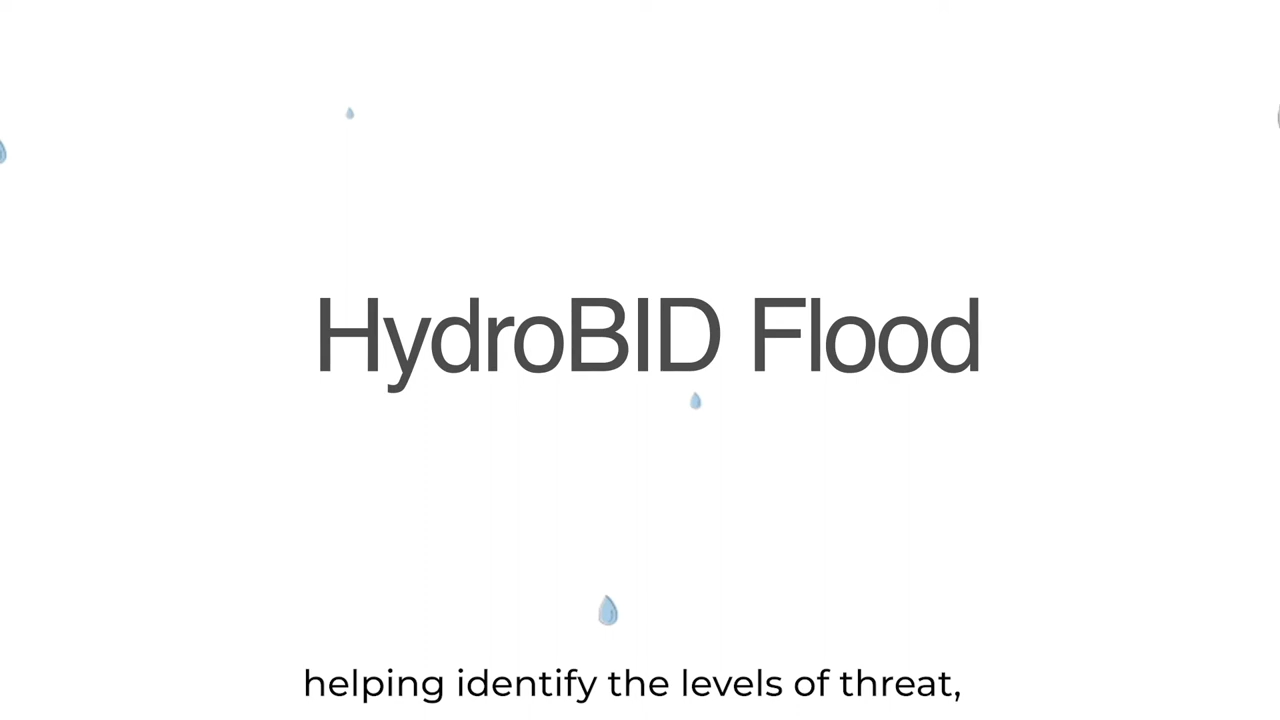 HydroBID Flood
helping identify the levels of threat,